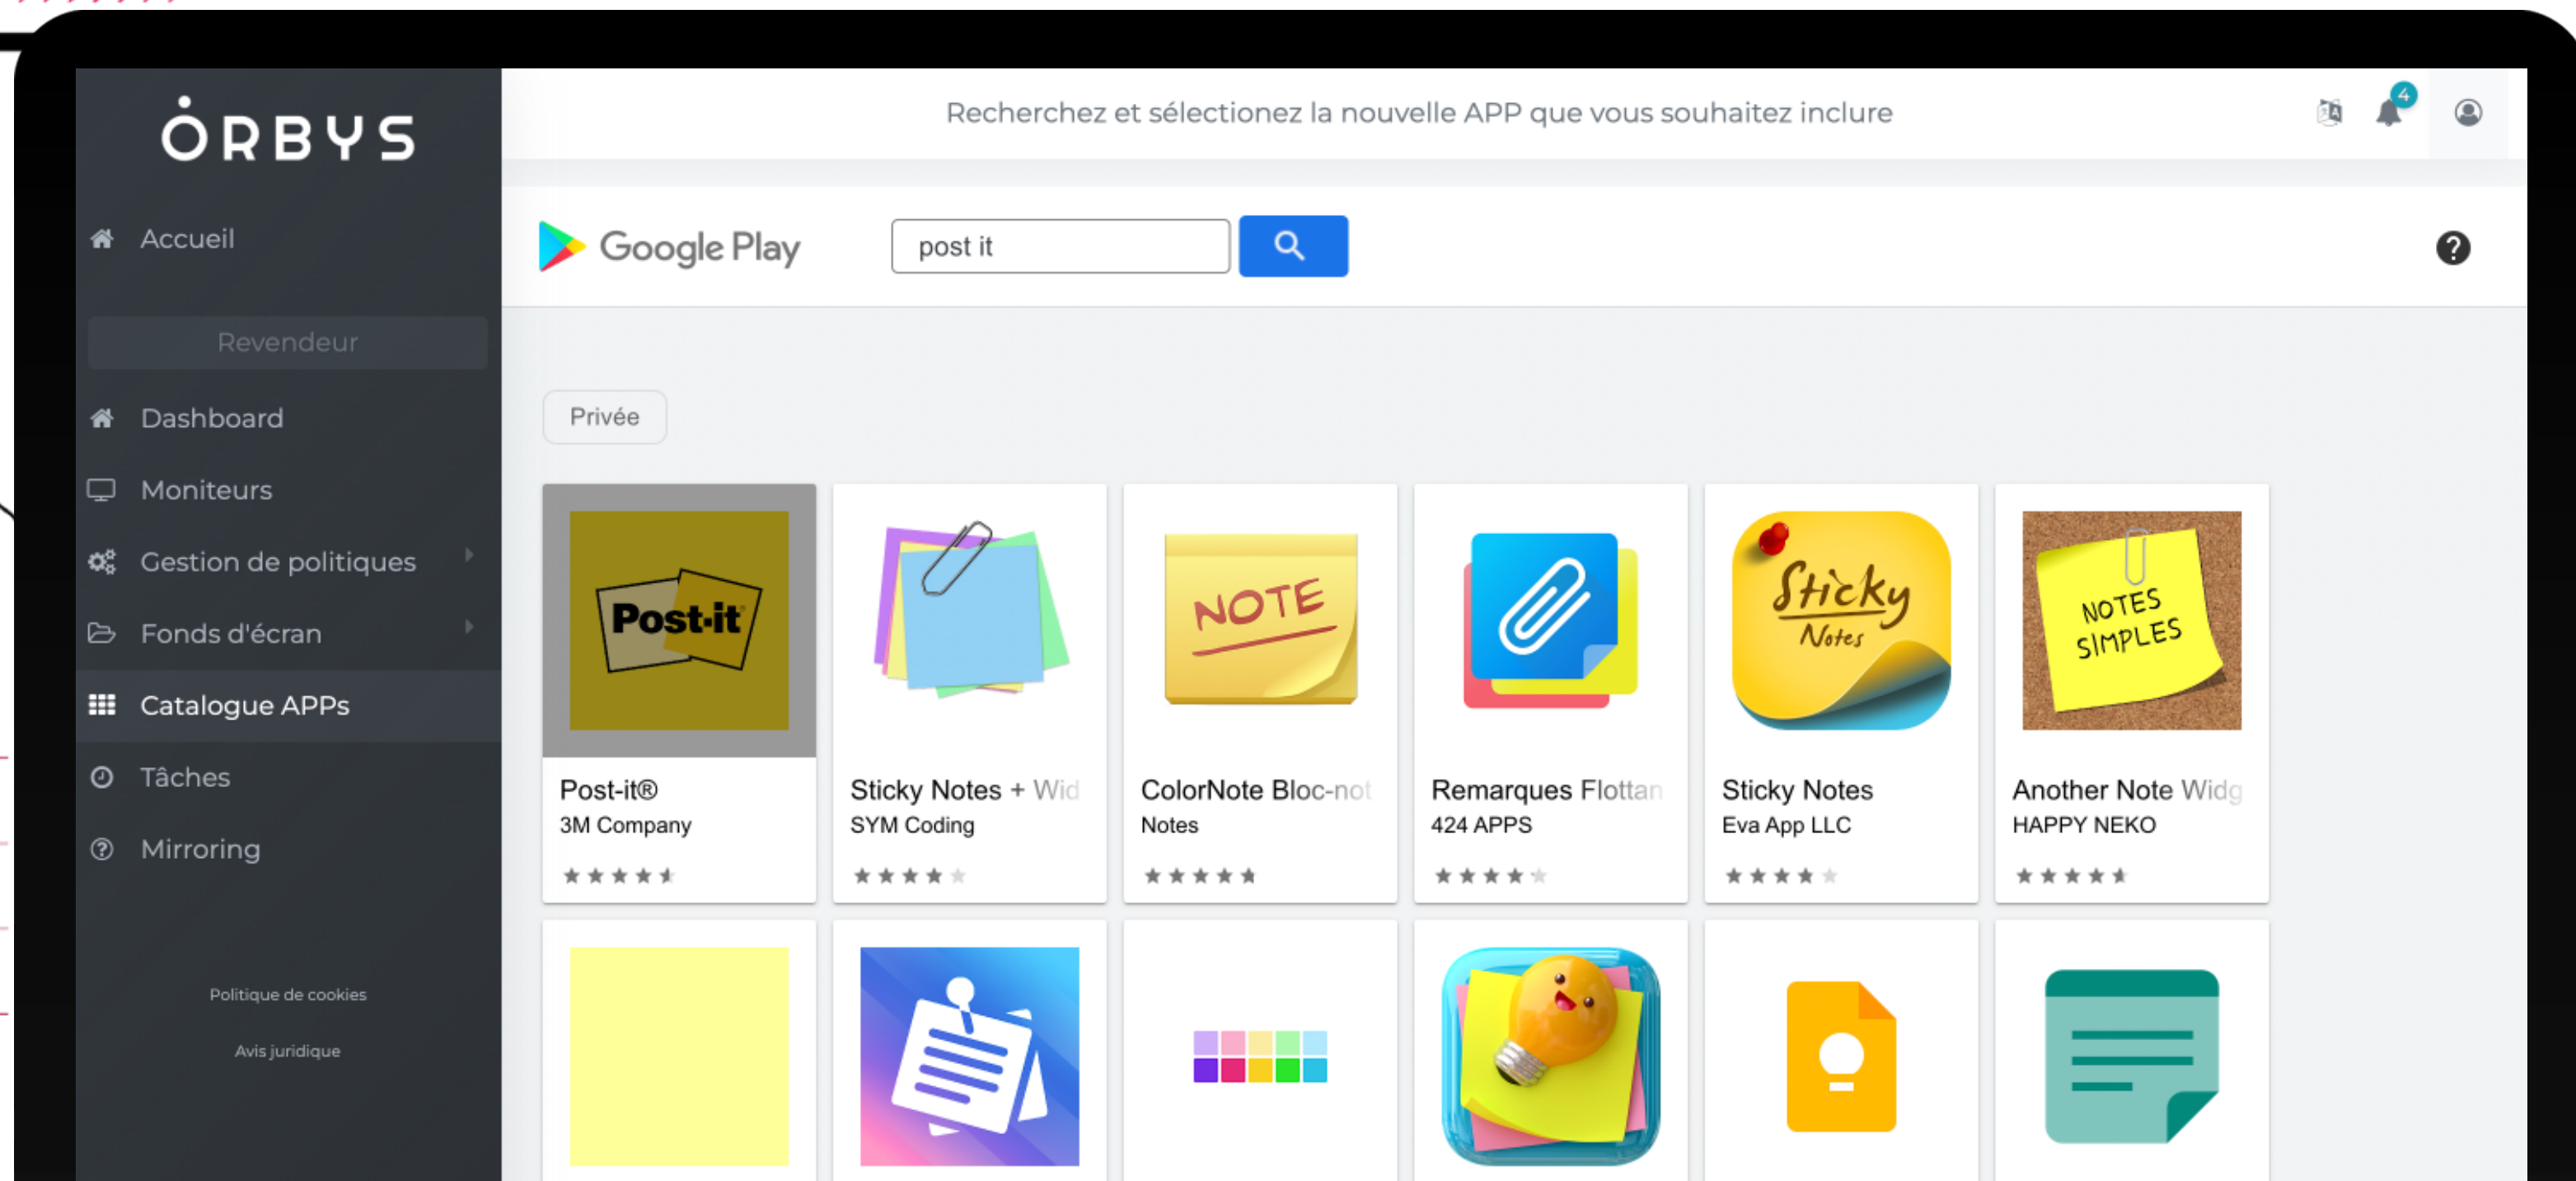 ORBYS
Recherchez et sélectionez la nouvelle APP que vous souhaitez inclure
4
Accueil
Google Play
post it
?
Revendeur
Dashboard
Privée
Moniteurs
Gestion de politiques
Fonds d'écran
Catalogue APPs
Tâches
Mirroring
Politique de cookies
Avis juridique
Post-it
NOTE
Sticky
Notes
NOTES
SIMPLES
Post-it®
3M Company
Sticky Notes + Wid
SYM Coding
ColorNote Bloc-not
Notes
Remarques Flottan
424 APPS
Sticky Notes
Eva App LLC
Another Note Widg
HAPPY NEKO